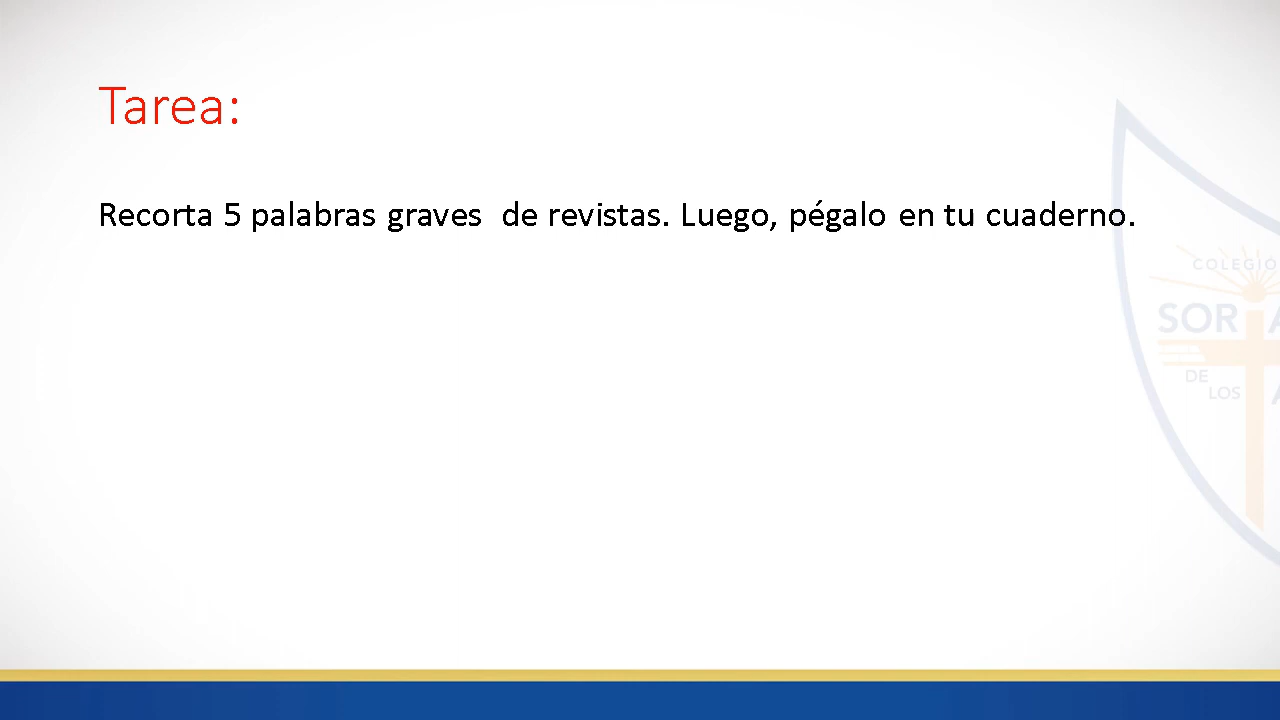 Tarea:
Recorta 5 palabras graves  de revistas. Luego, pégalo en tu cuaderno.
COLEGIO
SOR
DE
LOS